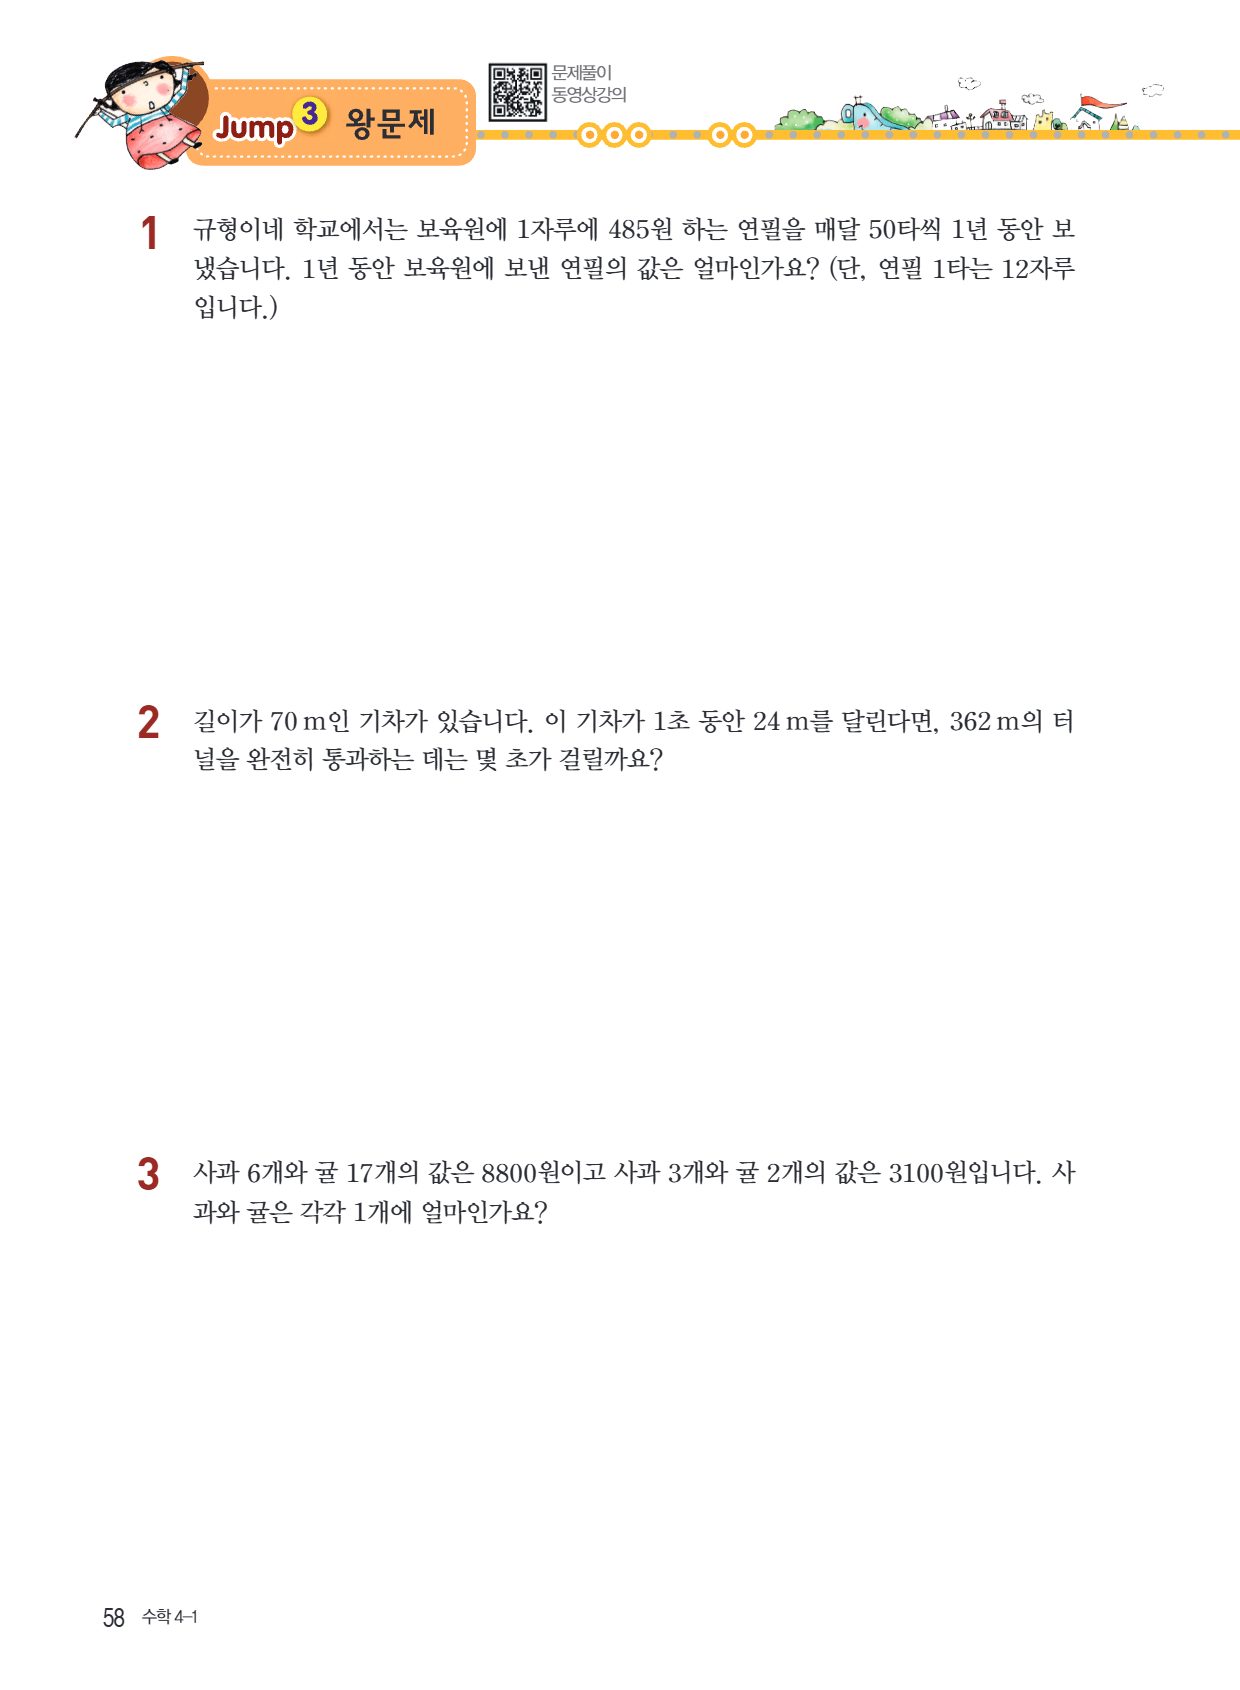 Jump 3 왕문제
문제풀이
동영상강의
1 규형이네 학교에서는 보육원에 1자루에 485원 하는 연필을 매달 50타씩 1년 동안 보
냈습니다. 1년 동안 보육원에 보낸 연필의 값은 얼마인가요? (단, 연필 1타는 12자루
입니다.)
2 길이가 70 m인 기차가 있습니다. 이 기차가 1초 동안 24 m를 달린다면, 362 m의 터
널을 완전히 통과하는 데는 몇 초가 걸릴까요?
3 사과 6개와 귤 17개의 값은 8800원이고 사과 3개와 귤 2개의 값은 3100원입니다. 사
과와 귤은 각각 1개에 얼마인가요?
58 수학 4-1